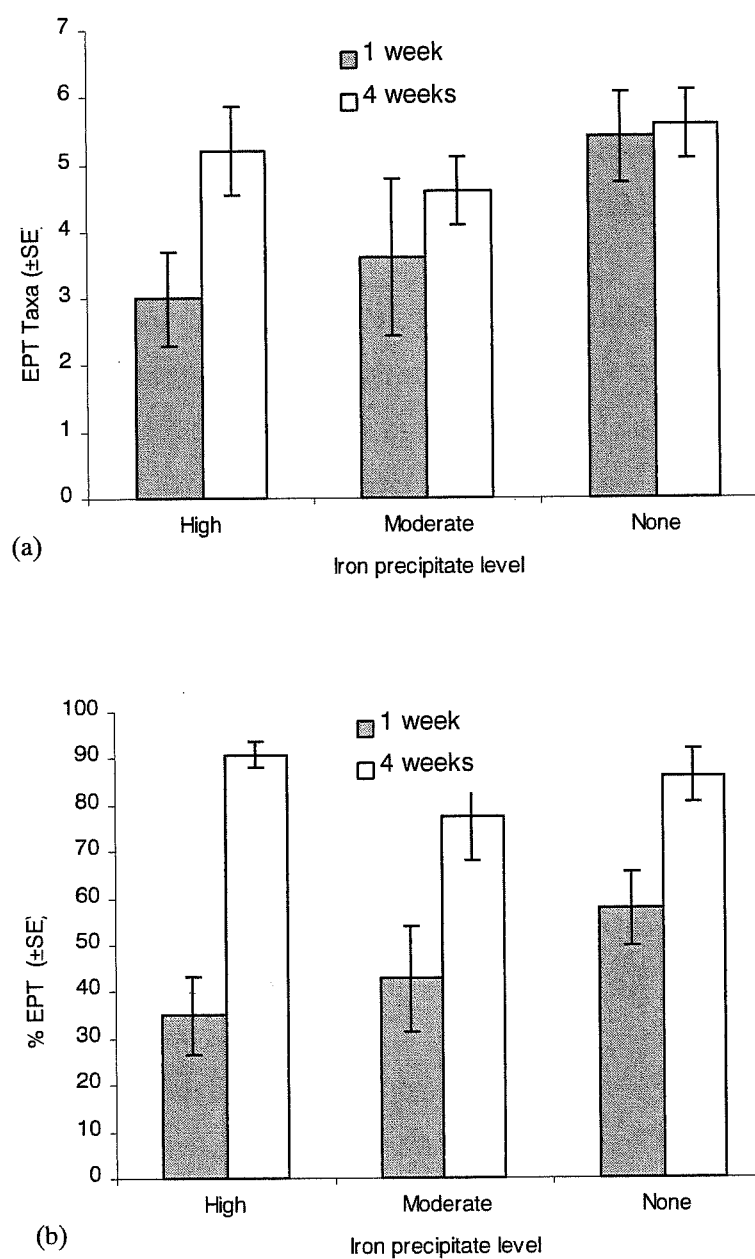 7
6
5
4
3
2
1
0
EPT Taxa (±SE)
1 week
4 weeks
High
Moderate
None
Iron precipitate level
(a)
100
90
80
70
60
50
40
30
20
10
0
% EPT (±SE)
1 week
4 weeks
High
Moderate
None
Iron precipitate level
(b)